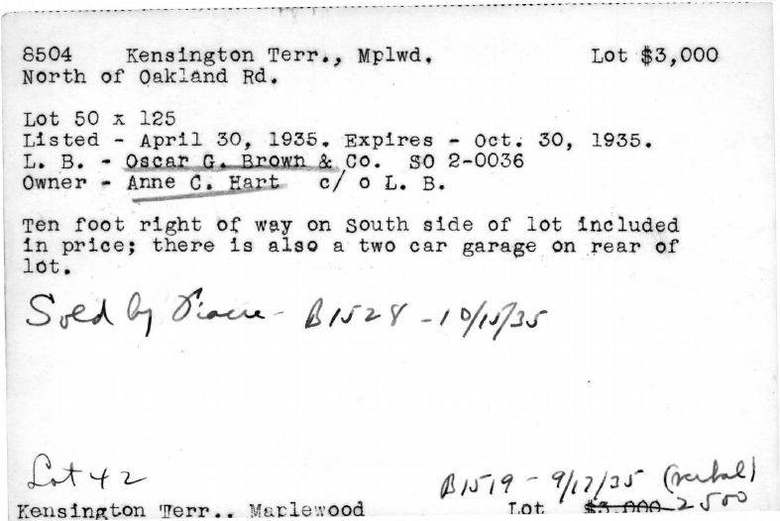 8504 Kensington Terr., Mplwd. Lot $3,000
North of Oakland Rd.
Lot 50 x 125
Listed - April 30, 1935. Expires - Oct. 30, 1935.
L. B. - Oscar G. Brown & Co. SO 2-0036
Owner - Anne C. Hart c/ o L. B.
Ten foot right of way on South side of lot included
in price; there is also a two car garage on rear of
lot.
Sold by - B1528 - 10/15/35
Lot 42 B1519 - 9/17/35 (verbal)
Kensington Terr., Maplewood Lot $3,000 2500